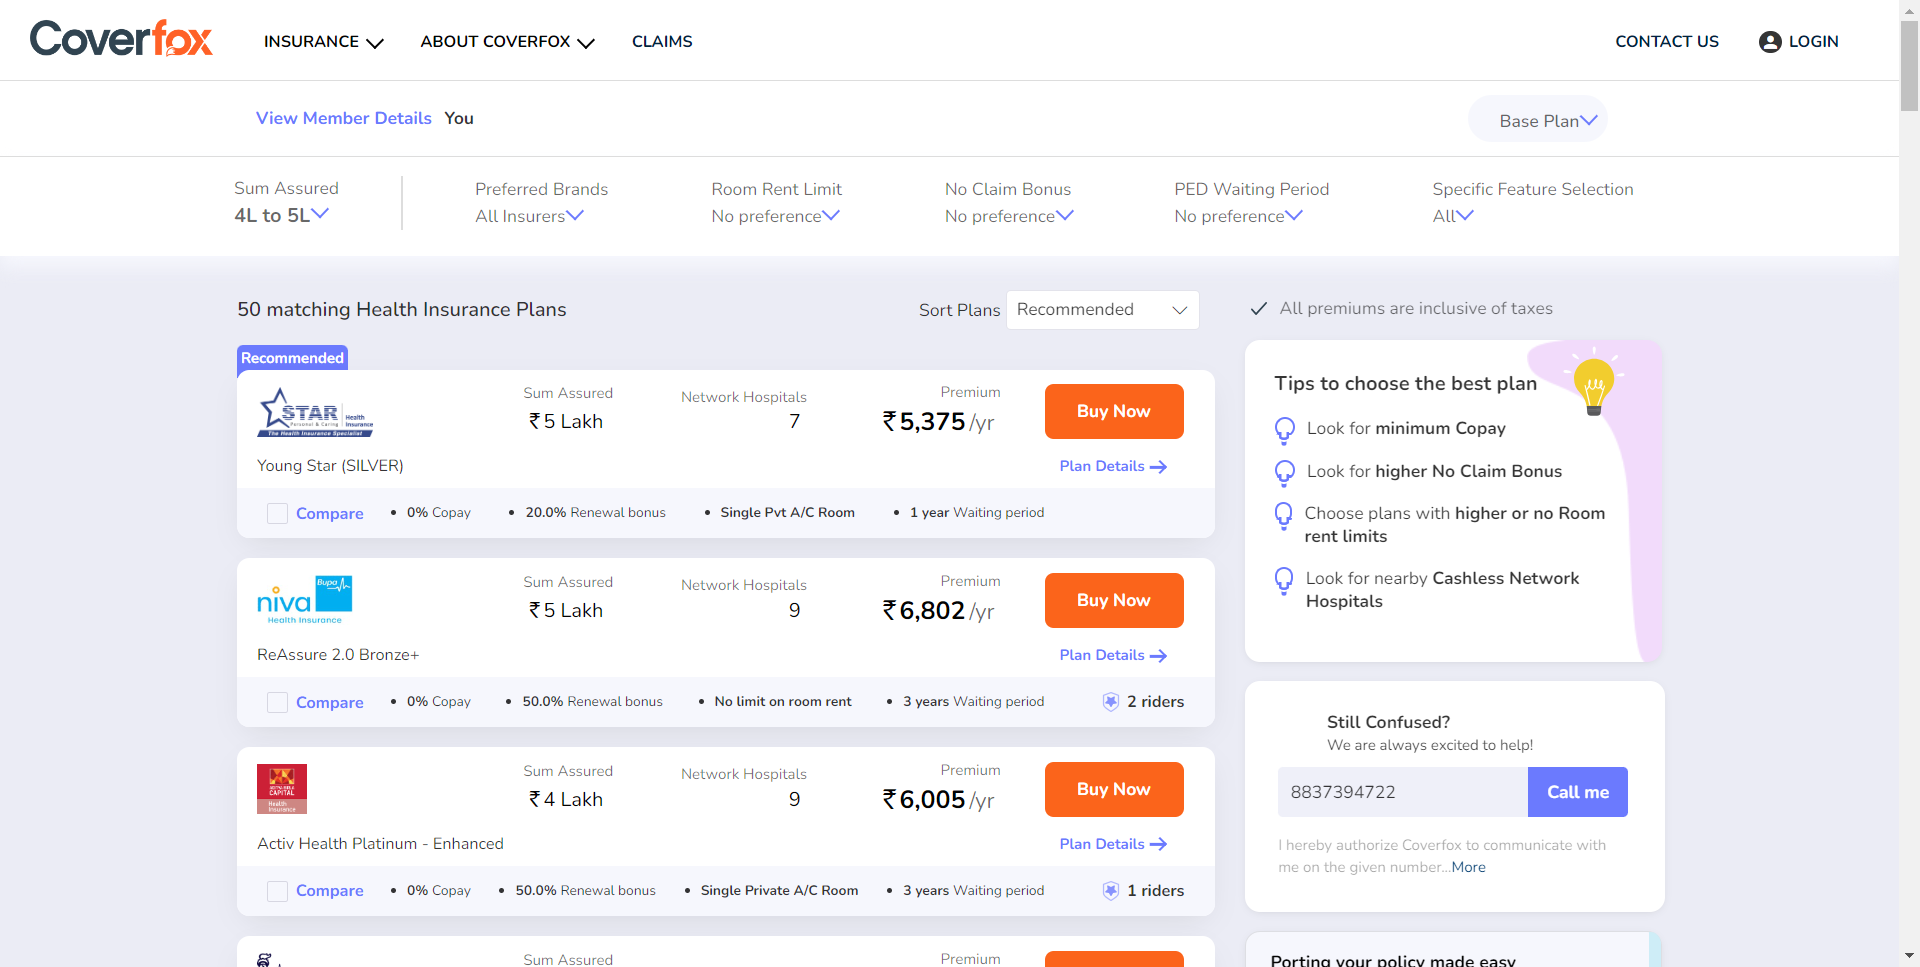 Coverfox
INSURANCE
ABOUT COVERFOX
CLAIMS
CONTACT US
LOGIN
View Member Details You
Base Plan
Sum Assured
4L to 5L
Preferred Brands
All Insurers
Room Rent Limit
No preference
No Claim Bonus
No preference
PED Waiting Period
No preference
Specific Feature Selection
All
50 matching Health Insurance Plans
Sort Plans Recommended
All premiums are inclusive of taxes
Recommended
STAR Health Insurance
Personal & Caring
The Health Insurance Specialist
Sum Assured
₹ 5 Lakh
Network Hospitals
7
Premium
₹ 5,375 /yr
Buy Now
Young Star (SILVER)
Plan Details
Compare
• 0% Copay
• 20.0% Renewal bonus
• Single Pvt A/C Room
• 1 year Waiting period
niva Bupa
Health Insurance
Sum Assured
₹ 5 Lakh
Network Hospitals
9
Premium
₹ 6,802 /yr
Buy Now
ReAssure 2.0 Bronze+
Plan Details
Compare
• 0% Copay
• 50.0% Renewal bonus
• No limit on room rent
• 3 years Waiting period
2 riders
ADITYA BIRLA
CAPITAL
Health
Insurance
Sum Assured
₹ 4 Lakh
Network Hospitals
9
Premium
₹ 6,005 /yr
Buy Now
Activ Health Platinum - Enhanced
Plan Details
Compare
• 0% Copay
• 50.0% Renewal bonus
• Single Private A/C Room
• 3 years Waiting period
1 riders
Sum Assured
Premium
Tips to choose the best plan
Look for minimum Copay
Look for higher No Claim Bonus
Choose plans with higher or no Room
rent limits
Look for nearby Cashless Network
Hospitals
Still Confused?
We are always excited to help!
8837394722
Call me
I hereby authorize Coverfox to communicate with
me on the given number...More
Porting your policy made easy